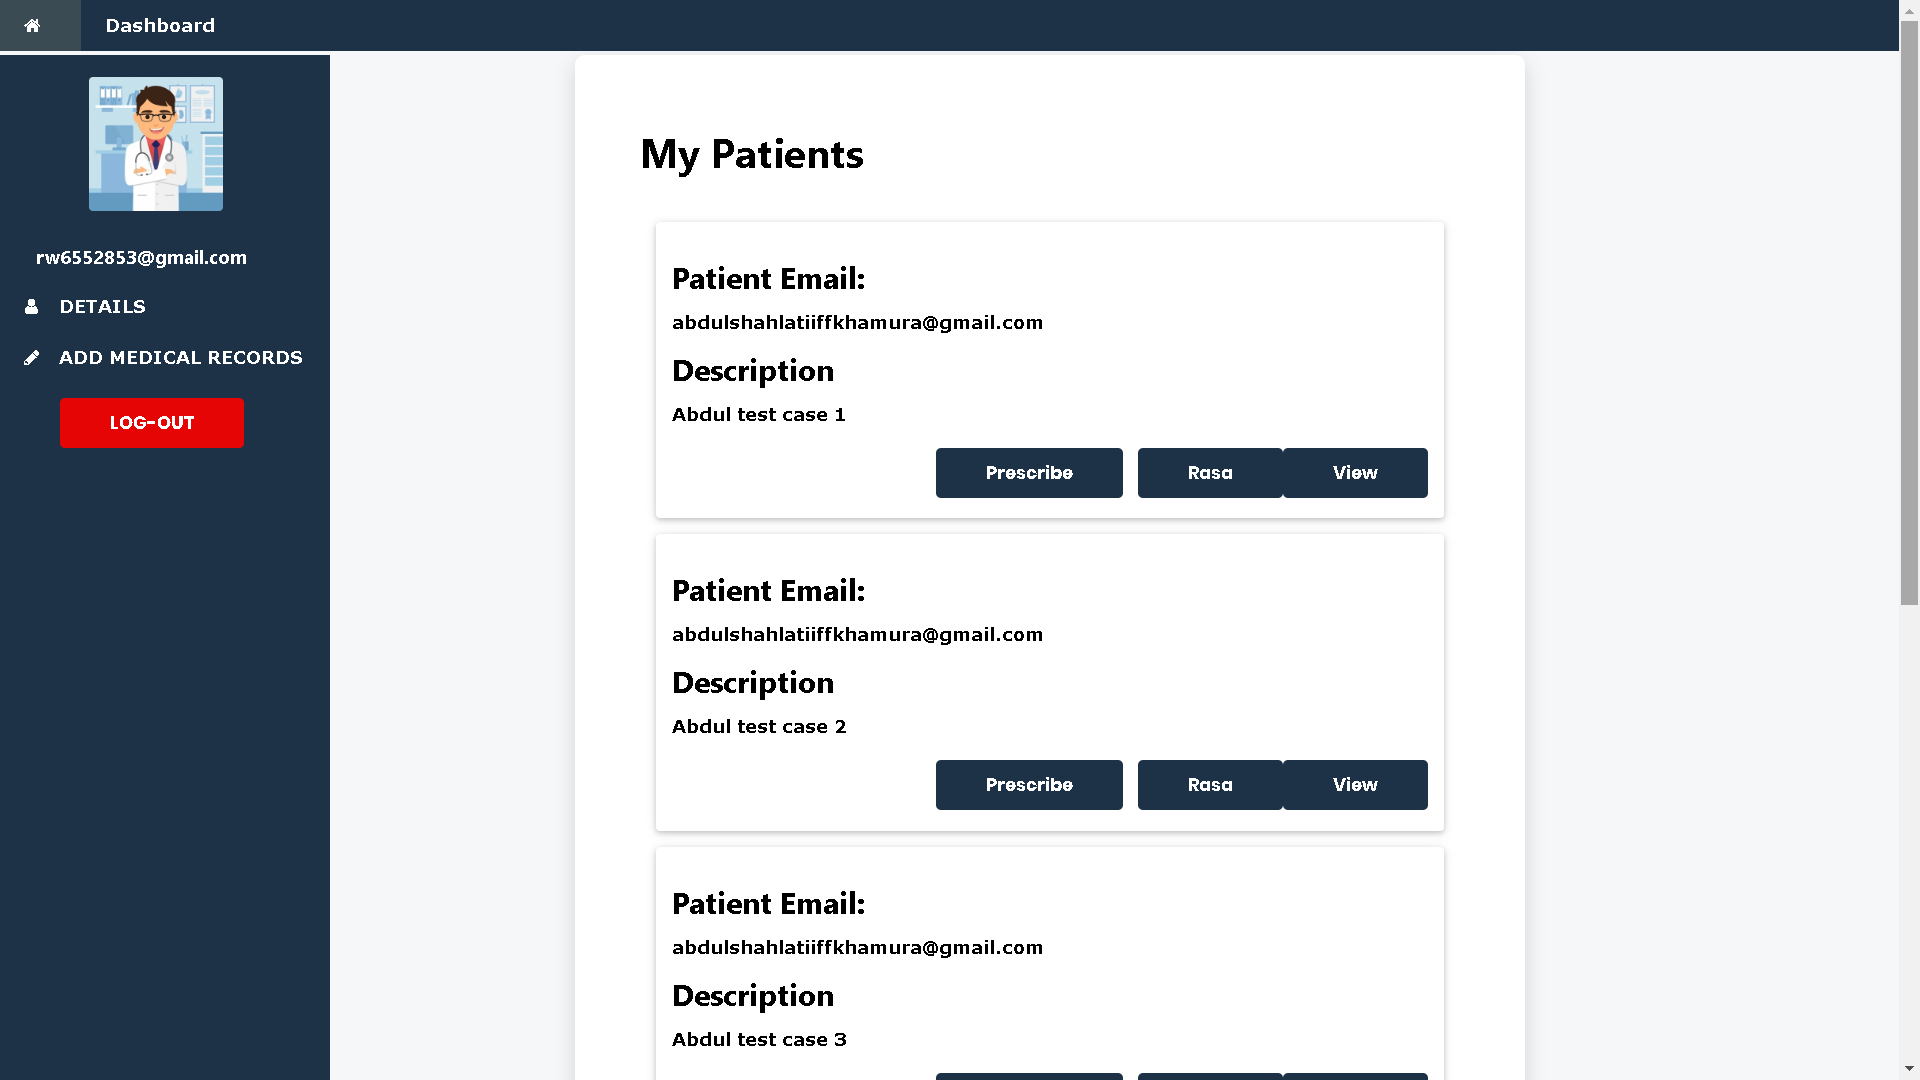 Dashboard
rw6552853@gmail.com
DETAILS
ADD MEDICAL RECORDS
LOG-OUT
My Patients
Patient Email:
abdulshahlatiiffkhamura@gmail.com
Description
Abdul test case 1
Prescribe Rasa View
Patient Email:
abdulshahlatiiffkhamura@gmail.com
Description
Abdul test case 2
Prescribe Rasa View
Patient Email:
abdulshahlatiiffkhamura@gmail.com
Description
Abdul test case 3